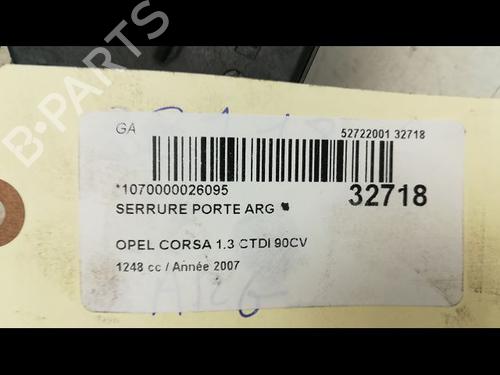 GA
52722001 32718
*1070000026095
32718
SERRURE PORTE ARG *
OPEL CORSA 1.3 CTDI 90CV
1248 cc / Année 2007
B-PARTS